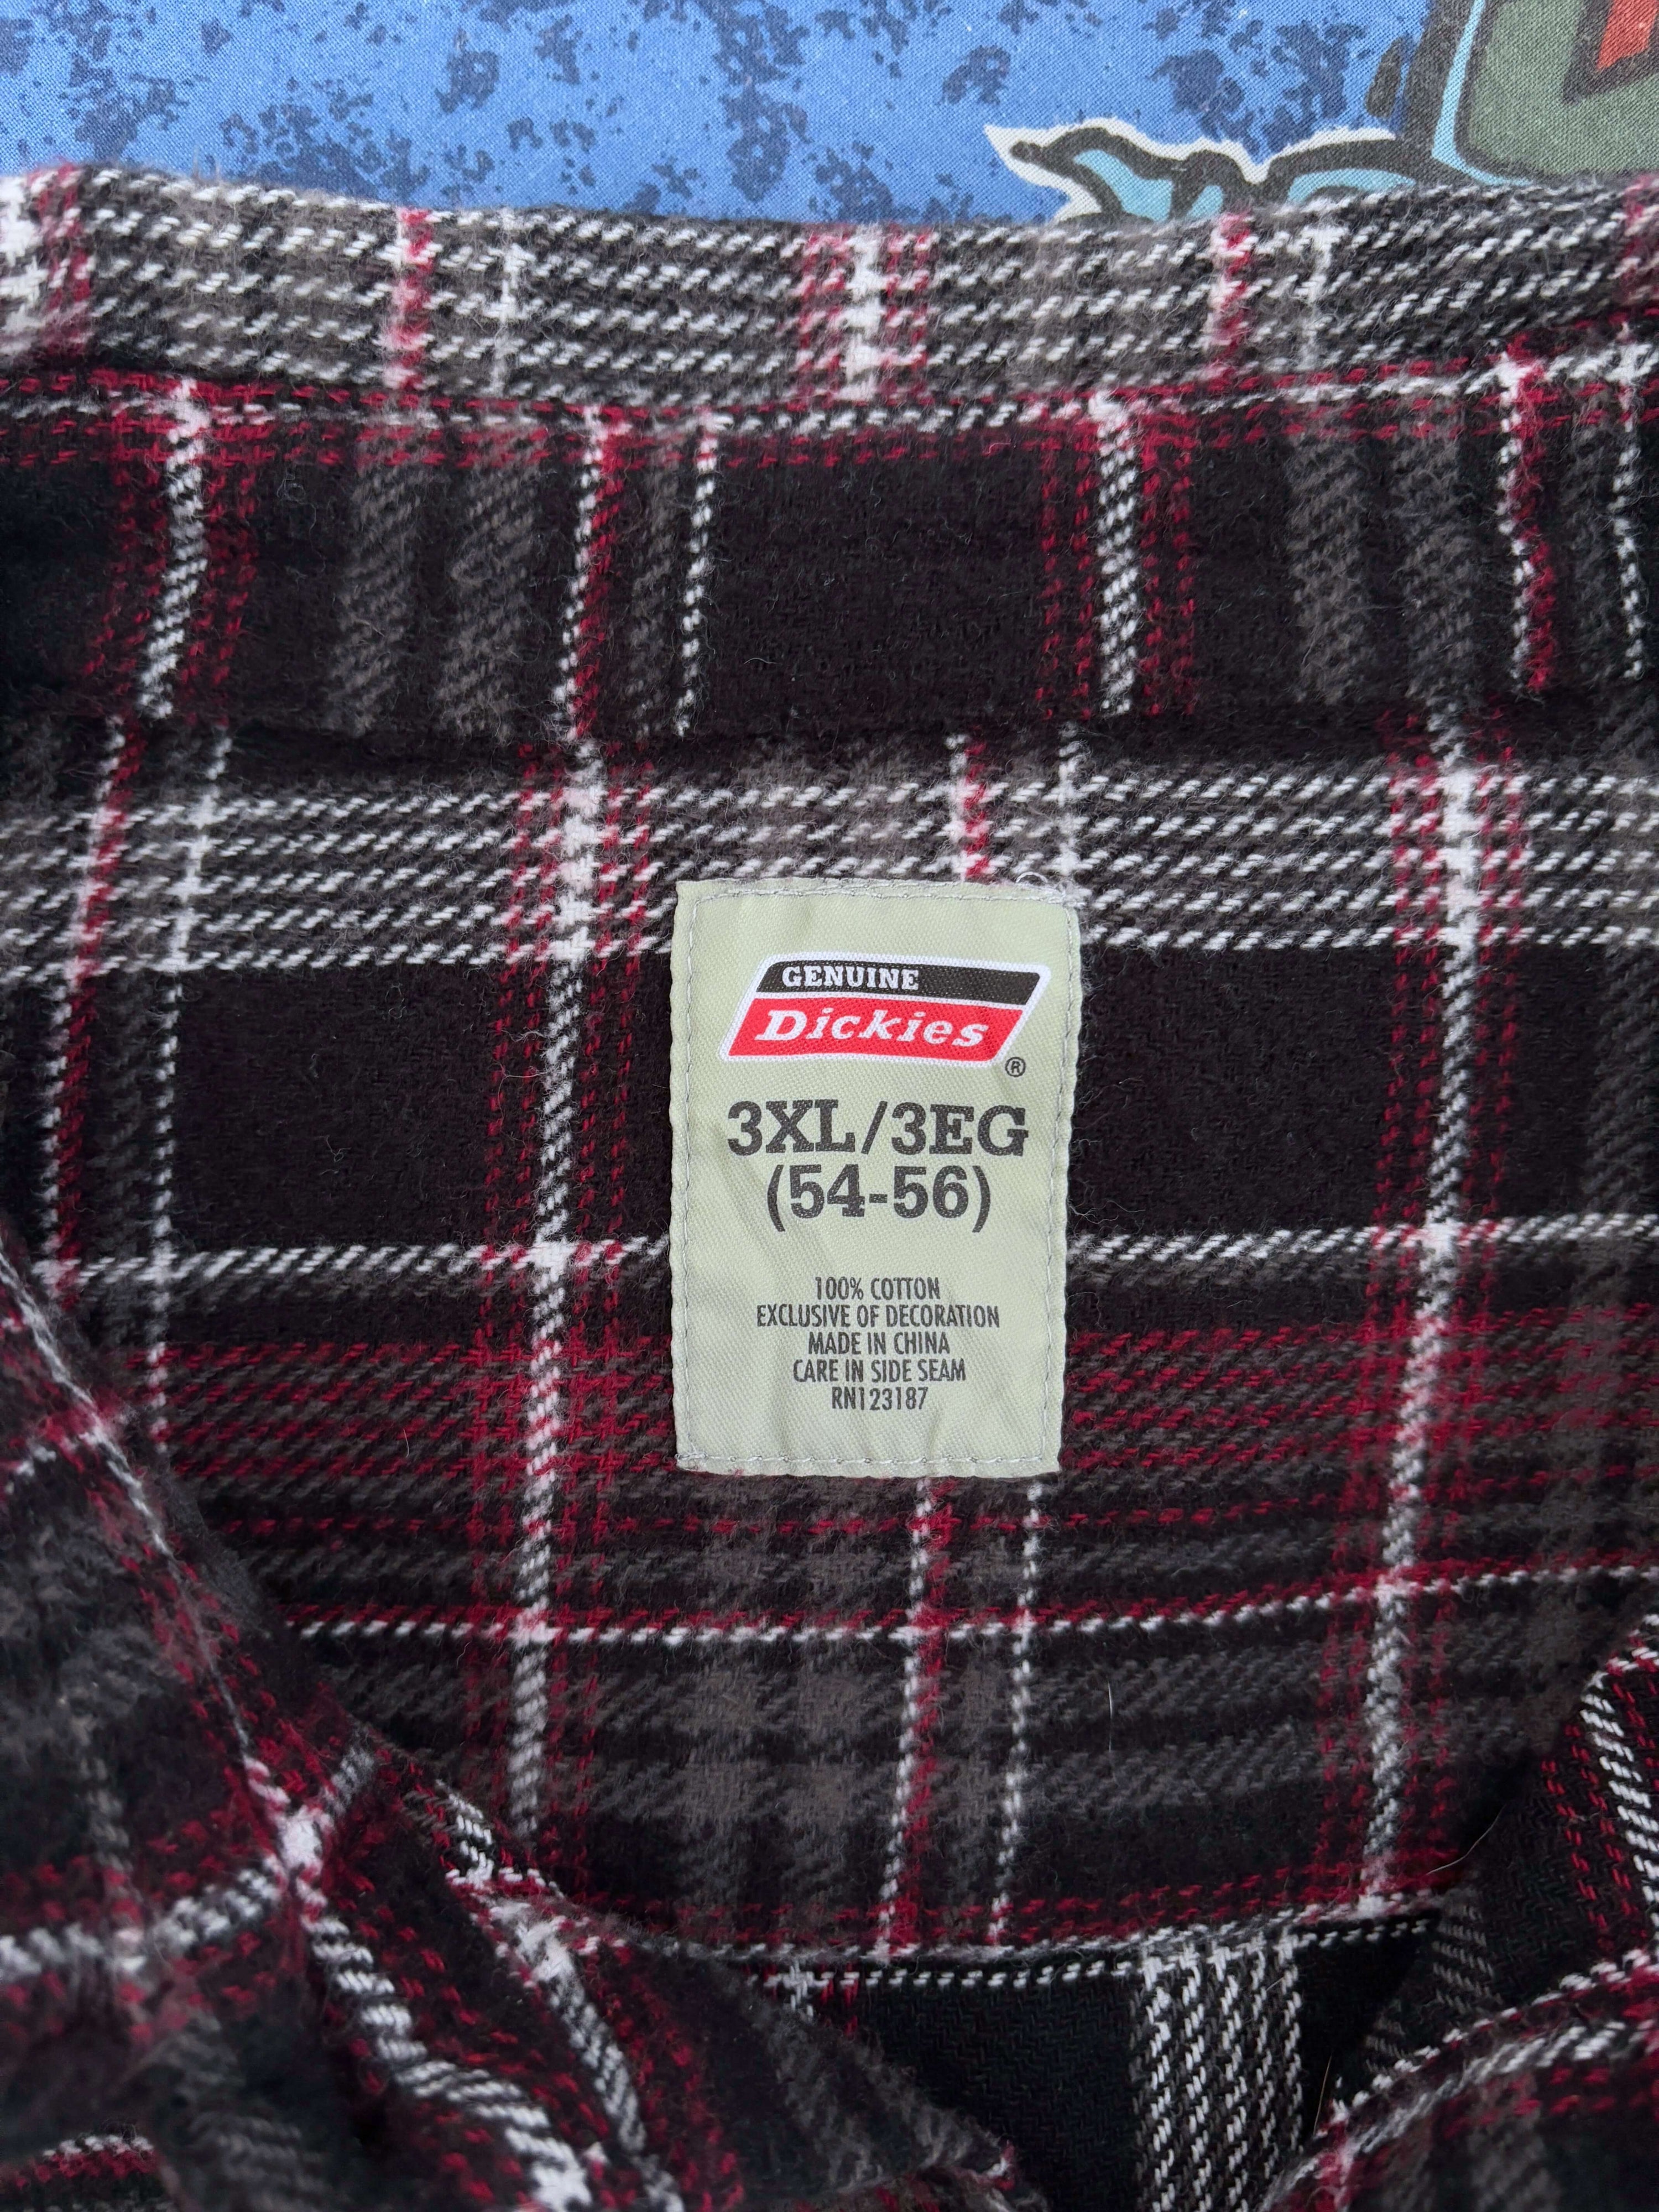 GENUINE
Dickies
®
3XL/3EG
(54-56)
100% COTTON
EXCLUSIVE OF DECORATION
MADE IN CHINA
CARE IN SIDE SEAM
RN123187